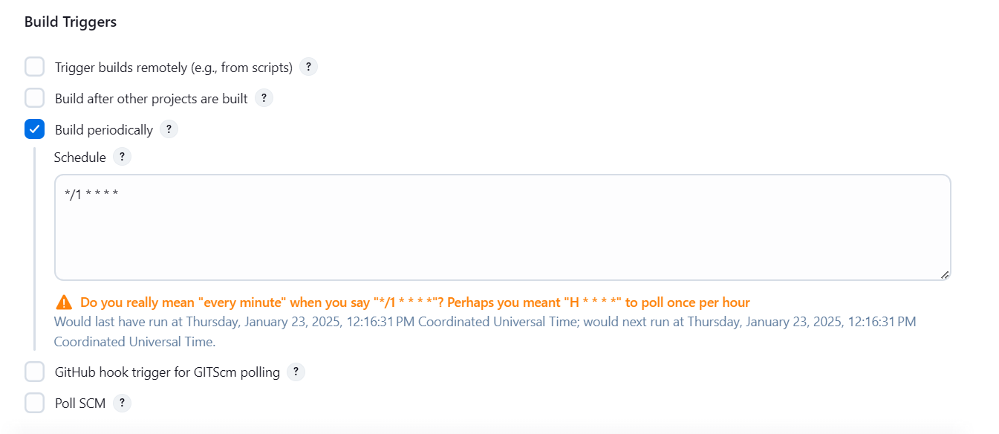 Build Triggers
Trigger builds remotely (e.g., from scripts) ?
Build after other projects are built ?
Build periodically ?
Schedule ?
*/1 * * * *
Do you really mean "every minute" when you say "*/1 * * * *"? Perhaps you meant "H * * * *" to poll once per hour
Would last have run at Thursday, January 23, 2025, 12:16:31 PM Coordinated Universal Time; would next run at Thursday, January 23, 2025, 12:16:31 PM
Coordinated Universal Time.
GitHub hook trigger for GITScm polling ?
Poll SCM ?